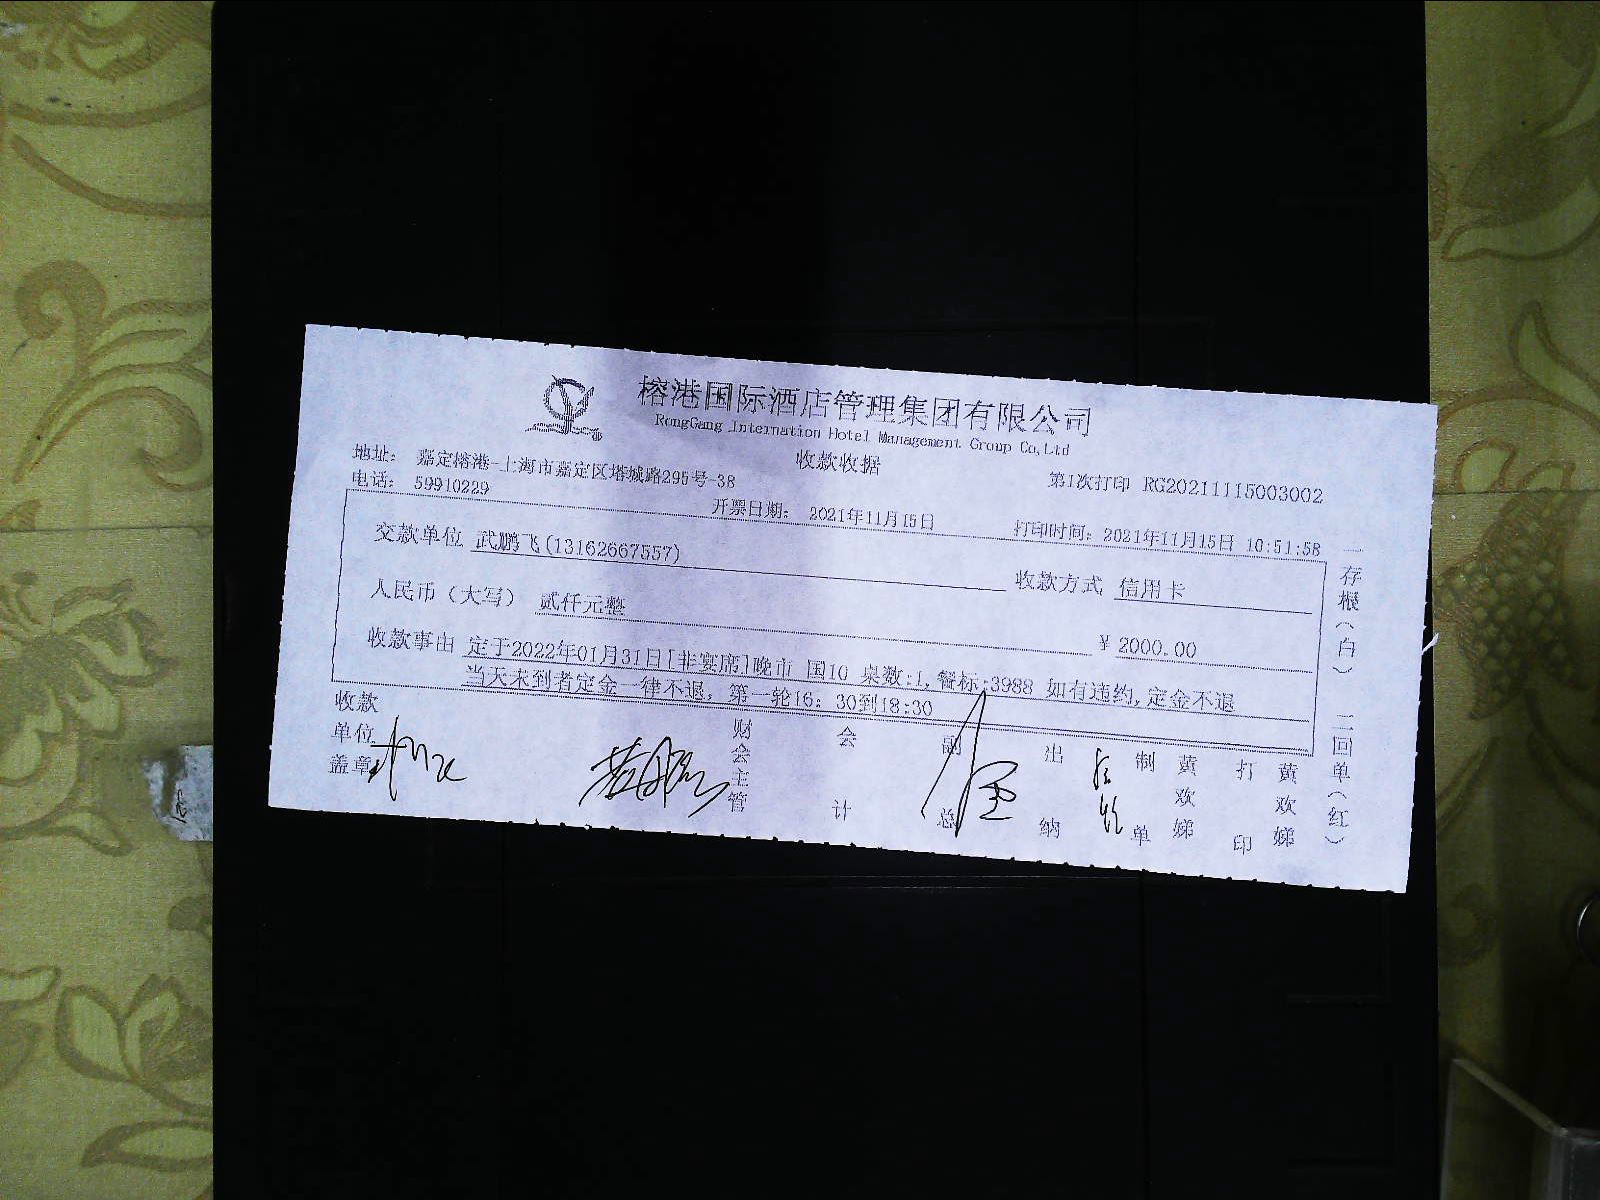 榕港国际酒店管理集团有限公司
RongGang Internation Hotel Management Group Co,Ltd
收款收据
地址： 嘉定榕港-上海市嘉定区塔城路295号-38
第1次打印 RG20211115003002
电话： 59910229
开票日期： 2021年11月15日
打印时间：2021年11月15日 10:51:58
交款单位 武鹏飞(13162667557)
收款方式 信用卡
人民币（大写） 贰仟元整
¥ 2000.00
收款事由 定于2022年01月31日[非宴席]晚市 国10 桌数:1,餐标:3988 如有违约,定金不退
当天未到者定金一律不退, 第一轮16：30到18:30
收款单位盖章
财会主管
会计
副总
出纳
制单 黄欢娣
打印 黄欢娣
一存根（白） 二回单（红）